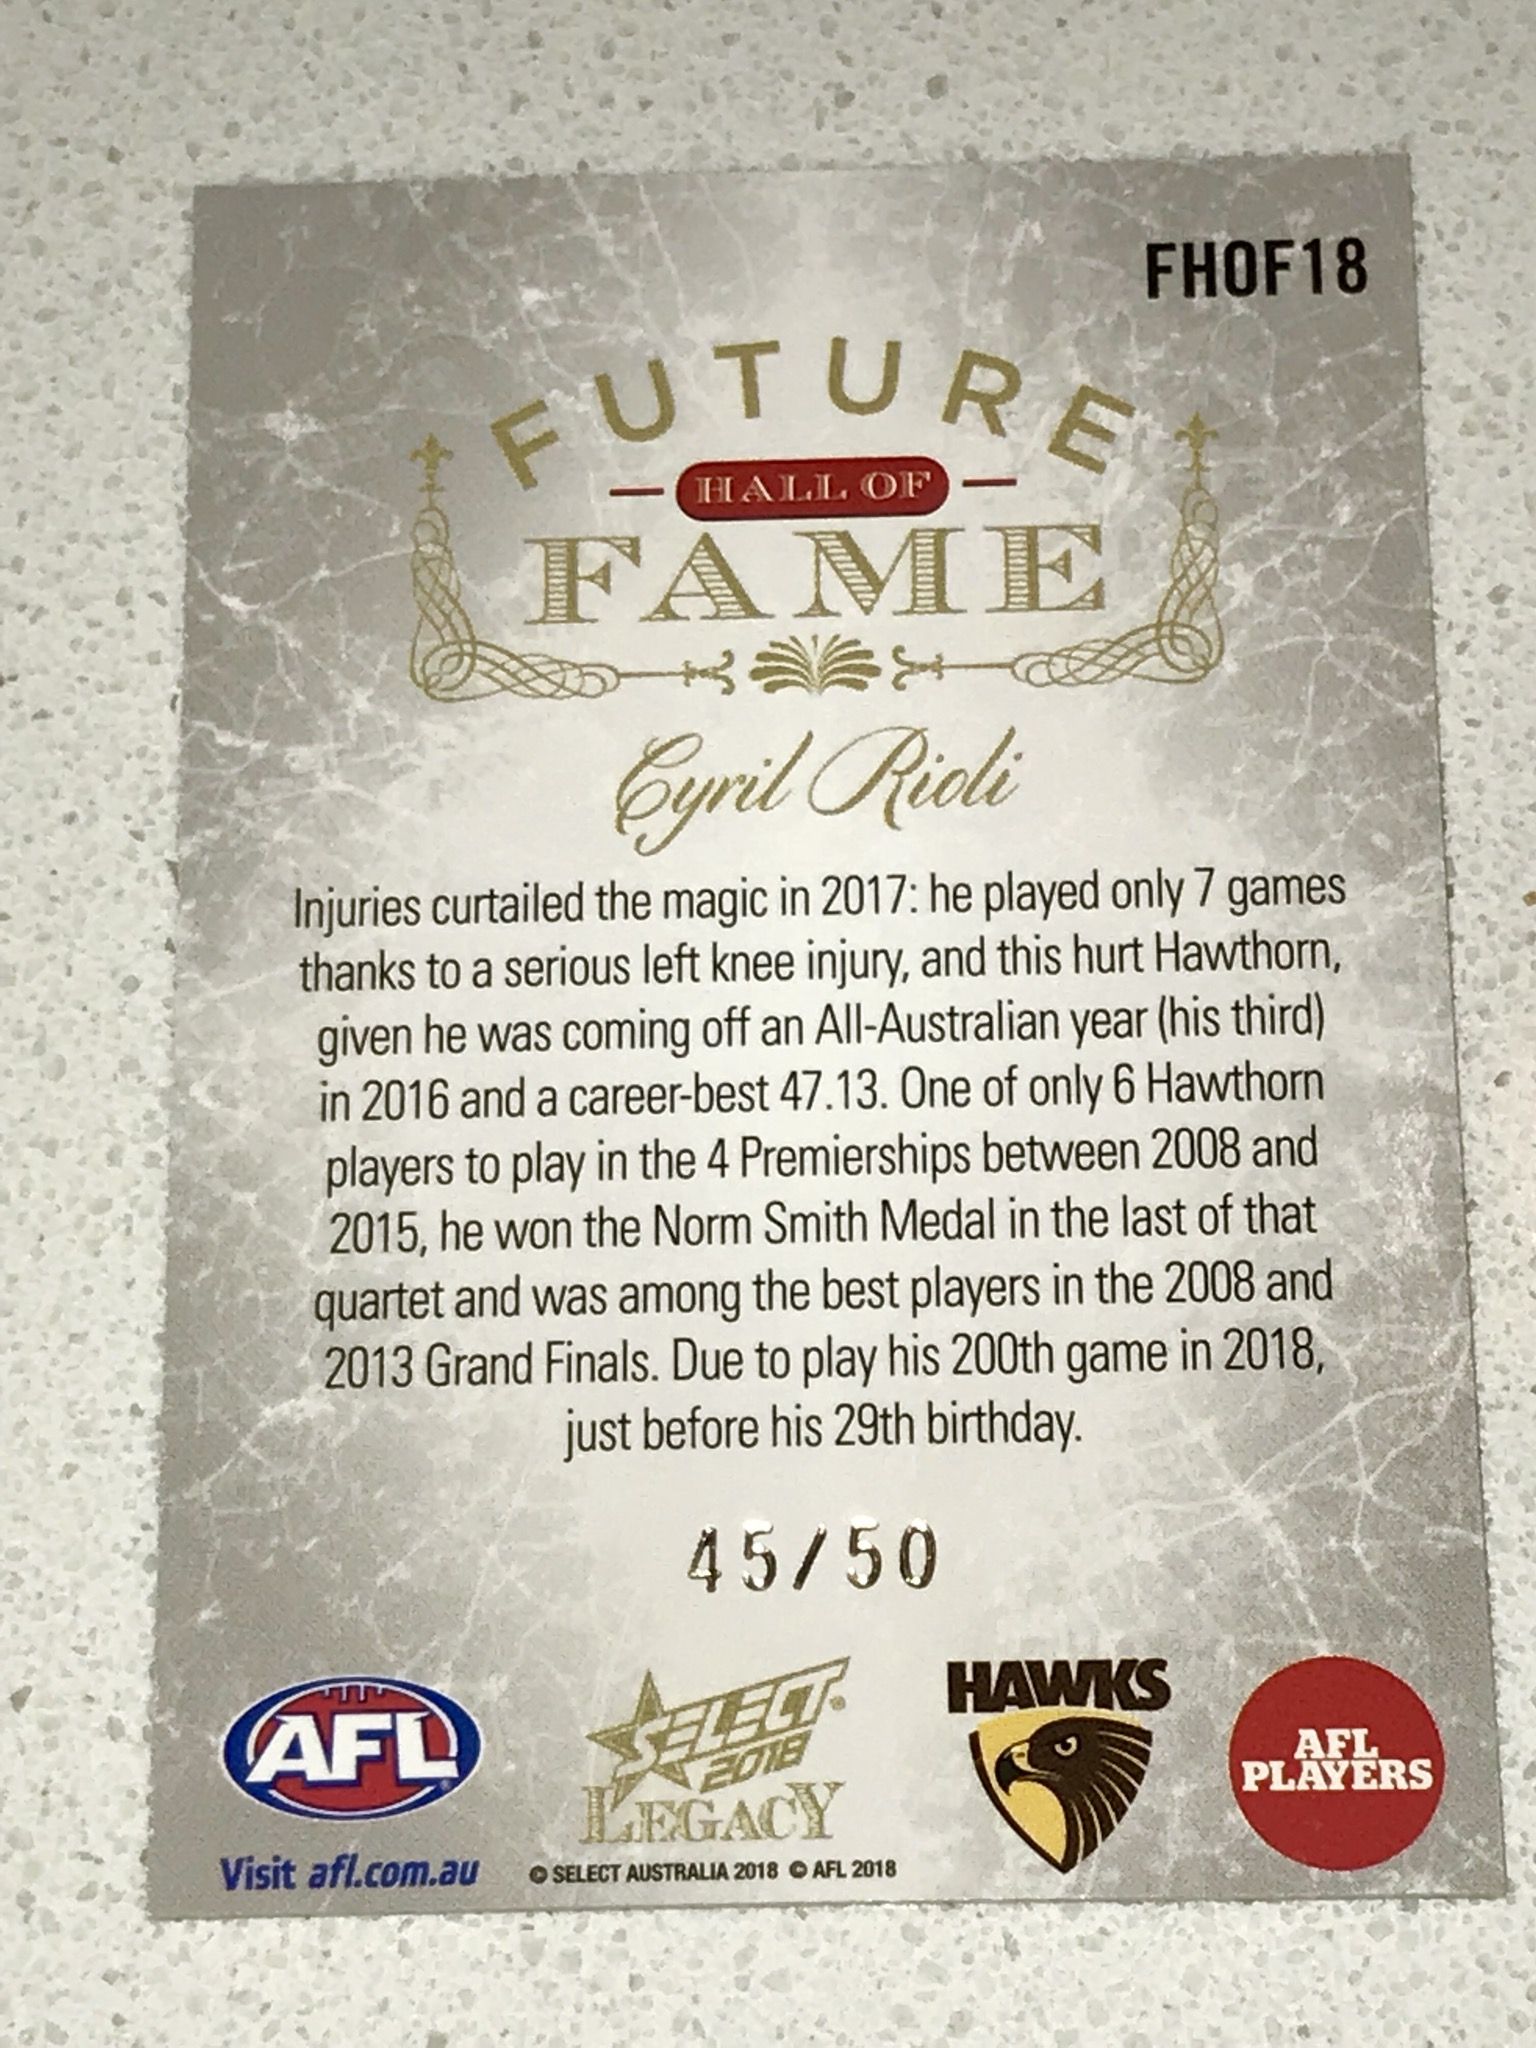 FHOF18
FUTURE
HALL OF
FAME
Cyril Rioli
Injuries curtailed the magic in 2017: he played only 7 games
thanks to a serious left knee injury, and this hurt Hawthorn,
given he was coming off an All-Australian year (his third)
in 2016 and a career-best 47.13. One of only 6 Hawthorn
players to play in the 4 Premierships between 2008 and
2015, he won the Norm Smith Medal in the last of that
quartet and was among the best players in the 2008 and
2013 Grand Finals. Due to play his 200th game in 2018,
just before his 29th birthday.
45/50
AFL
Visit afl.com.au
SELECT
2018
LEGACY
© SELECT AUSTRALIA 2018 © AFL 2018
HAWKS
AFL
PLAYERS